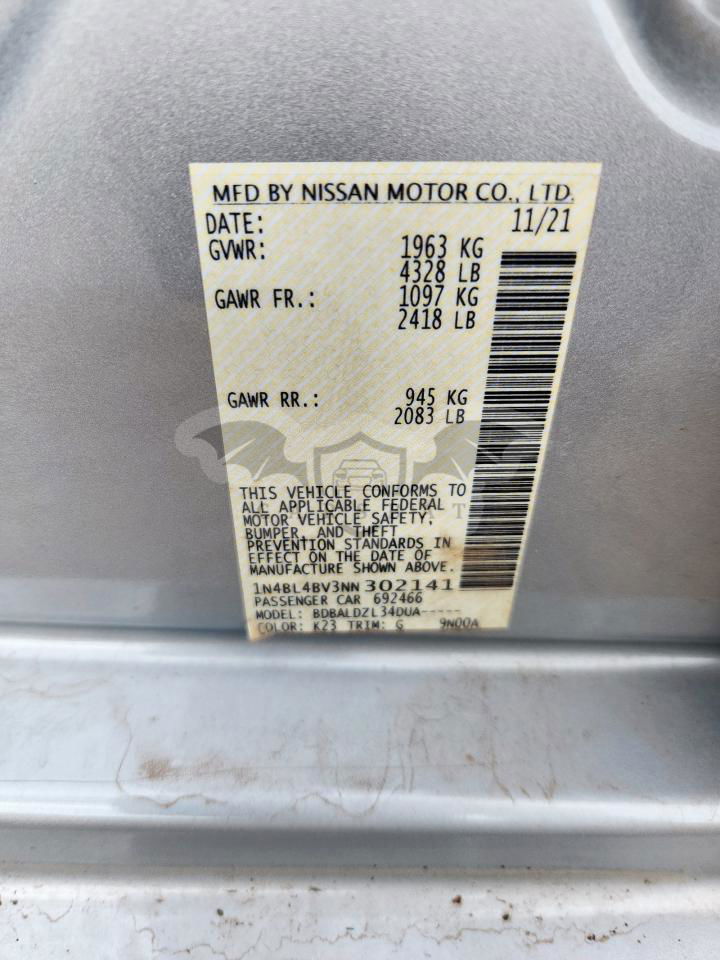 MFD BY NISSAN MOTOR CO., LTD.
DATE: 11/21
GVWR: 1963 KG
4328 LB
GAWR FR.: 1097 KG
2418 LB
GAWR RR.: 945 KG
2083 LB
THIS VEHICLE CONFORMS TO
ALL APPLICABLE FEDERAL
MOTOR VEHICLE SAFETY,
BUMPER, AND THEFT
PREVENTION STANDARDS IN
EFFECT ON THE DATE OF
MANUFACTURE SHOWN ABOVE.
1N4BL4BV3NN302141
PASSENGER CAR 692466
MODEL: BDBALDZL34DUA-----
COLOR: K23 TRIM: G 9N00A